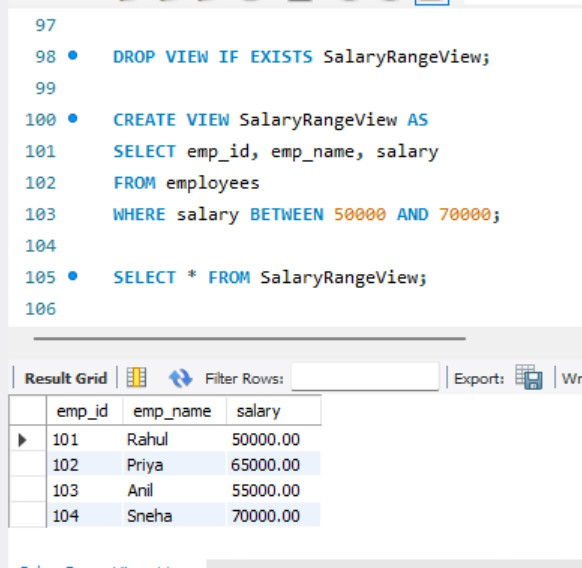 97
98 DROP VIEW IF EXISTS SalaryRangeView;
99
100 CREATE VIEW SalaryRangeView AS
101 SELECT emp_id, emp_name, salary
102 FROM employees
103 WHERE salary BETWEEN 50000 AND 70000;
104
105 SELECT * FROM SalaryRangeView;
106
Result Grid Filter Rows: Export: Wr
emp_id emp_name salary
101 Rahul 50000.00
102 Priya 65000.00
103 Anil 55000.00
104 Sneha 70000.00